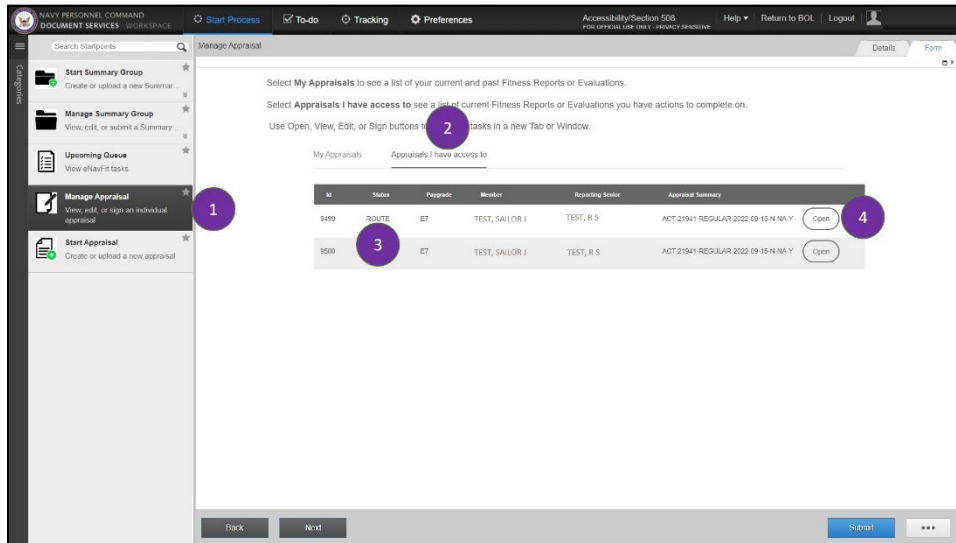 NAVY PERSONNEL COMMAND
DOCUMENT SERVICES WORKSPACE
Start Process
To-do
Tracking
Preferences
Accessibility/Section 508
FOR OFFICIAL USE ONLY - PRIVACY SENSITIVE
Help
Return to BOL
Logout
Search Startpoints
Manage Appraisal
Details
Form
Categories
Start Summary Group
Create or upload a new Summar...
Manage Summary Group
View, edit, or submit a Summary ...
Upcoming Queue
View eNavFit tasks
Manage Appraisal
View, edit, or sign an individual
appraisal
Start Appraisal
Create or upload a new appraisal
1
Select My Appraisals to see a list of your current and past Fitness Reports or Evaluations.
Select Appraisals I have access to see a list of current Fitness Reports or Evaluations you have actions to complete on.
Use Open, View, Edit, or Sign buttons to tasks in a new Tab or Window.
2
My Appraisals
Appraisals I have access to
Id Status Paygrade Member Reporting Senior Appraisal Summary
9499 ROUTE E7 TEST, SAILOR J TEST, R S ACT-21941-REGULAR-2022-09-15-N-NA-Y Open
3
4
9500 E7 TEST, SAILOR J TEST, R S ACT-21941-REGULAR-2022-09-15-N-NA-Y Open
Back
Next
Submit